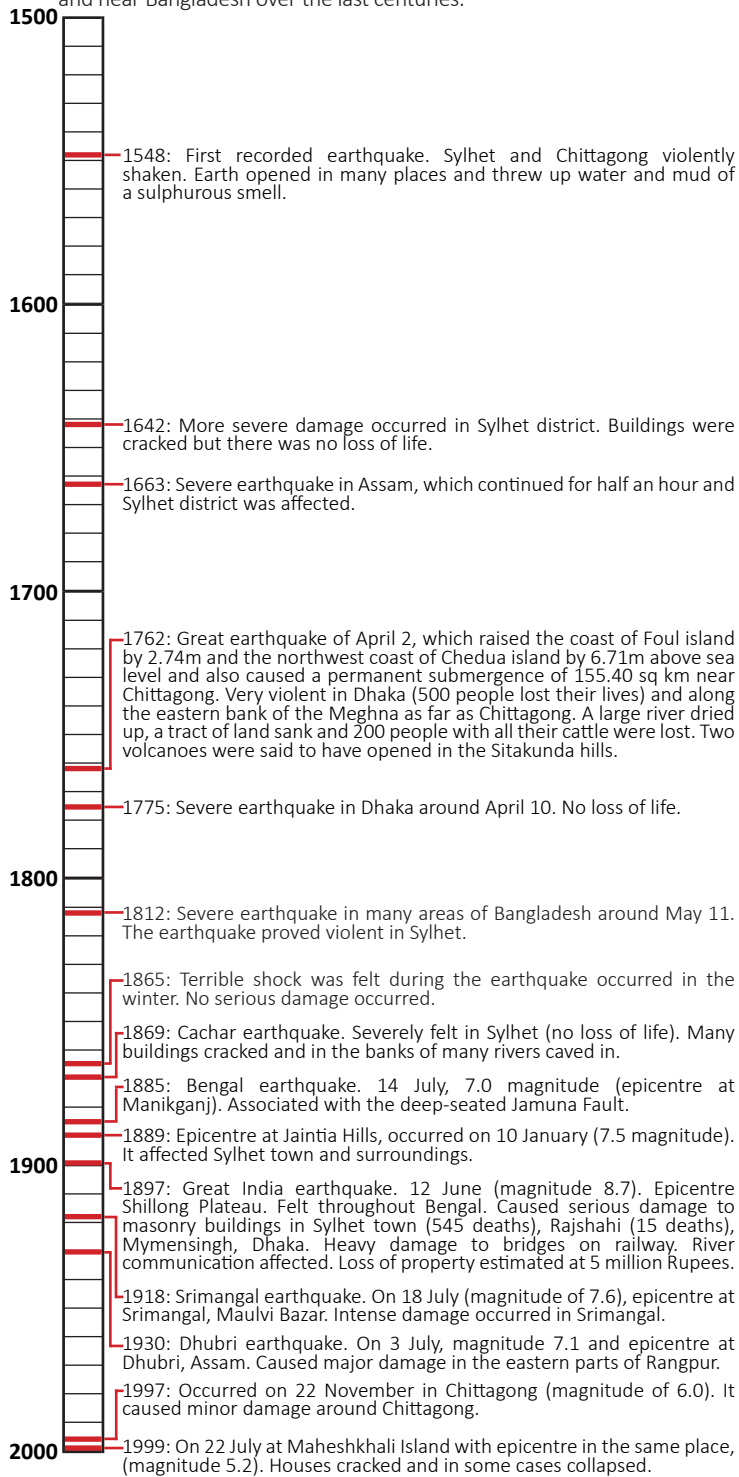 and near Bangladesh over the last centuries.
1500
1548: First recorded earthquake. Sylhet and Chittagong violently
shaken. Earth opened in many places and threw up water and mud of
a sulphurous smell.
1600
1642: More severe damage occurred in Sylhet district. Buildings were
cracked but there was no loss of life.
1663: Severe earthquake in Assam, which continued for half an hour and
Sylhet district was affected.
1700
1762: Great earthquake of April 2, which raised the coast of Foul island
by 2.74m and the northwest coast of Chedua island by 6.71m above sea
level and also caused a permanent submergence of 155.40 sq km near
Chittagong. Very violent in Dhaka (500 people lost their lives) and along
the eastern bank of the Meghna as far as Chittagong. A large river dried
up, a tract of land sank and 200 people with all their cattle were lost. Two
volcanoes were said to have opened in the Sitakunda hills.
1775: Severe earthquake in Dhaka around April 10. No loss of life.
1800
1812: Severe earthquake in many areas of Bangladesh around May 11.
The earthquake proved violent in Sylhet.
1865: Terrible shock was felt during the earthquake occurred in the
winter. No serious damage occurred.
1869: Cachar earthquake. Severely felt in Sylhet (no loss of life). Many
buildings cracked and in the banks of many rivers caved in.
1885: Bengal earthquake. 14 July, 7.0 magnitude (epicentre at
Manikganj). Associated with the deep-seated Jamuna Fault.
1889: Epicentre at Jaintia Hills, occurred on 10 January (7.5 magnitude).
It affected Sylhet town and surroundings.
1900
1897: Great India earthquake. 12 June (magnitude 8.7). Epicentre
Shillong Plateau. Felt throughout Bengal. Caused serious damage to
masonry buildings in Sylhet town (545 deaths), Rajshahi (15 deaths),
Mymensingh, Dhaka. Heavy damage to bridges on railway. River
communication affected. Loss of property estimated at 5 million Rupees.
1918: Srimangal earthquake. On 18 July (magnitude of 7.6), epicentre at
Srimangal, Maulvi Bazar. Intense damage occurred in Srimangal.
1930: Dhubri earthquake. On 3 July, magnitude 7.1 and epicentre at
Dhubri, Assam. Caused major damage in the eastern parts of Rangpur.
1997: Occurred on 22 November in Chittagong (magnitude of 6.0). It
caused minor damage around Chittagong.
2000
1999: On 22 July at Maheshkhali Island with epicentre in the same place,
(magnitude 5.2). Houses cracked and in some cases collapsed.